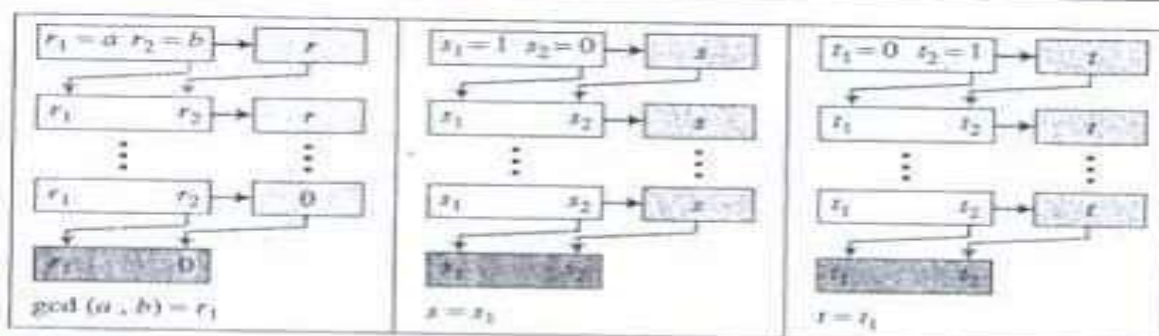 r₁ = a r₂ = b r
r₁ r₂ r
r₁ r₂ 0
r₁ 0
gcd (a , b) = r₁
s₁ = 1 s₂ = 0 s
s₁ s₂ s
s₁ s₂ s
s₁ s₂
s = s₁
t₁ = 0 t₂ = 1 t
t₁ t₂ t
t₁ t₂ t
t₁ t₂
t = t₁